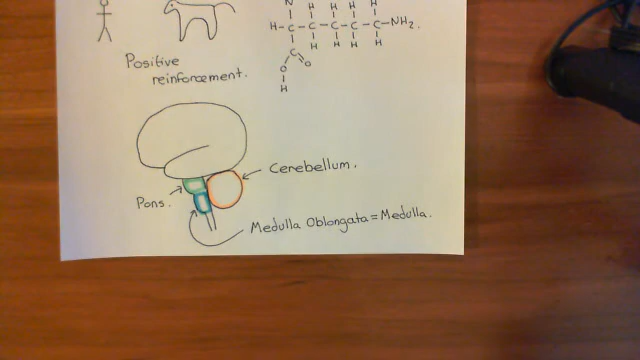 N H H H H
H-C-C-C-C-C-NH₂.
H H H H
C
O O
H
Positive
reinforcement.
Cerebellum.
Pons.
Medulla Oblongata = Medulla.